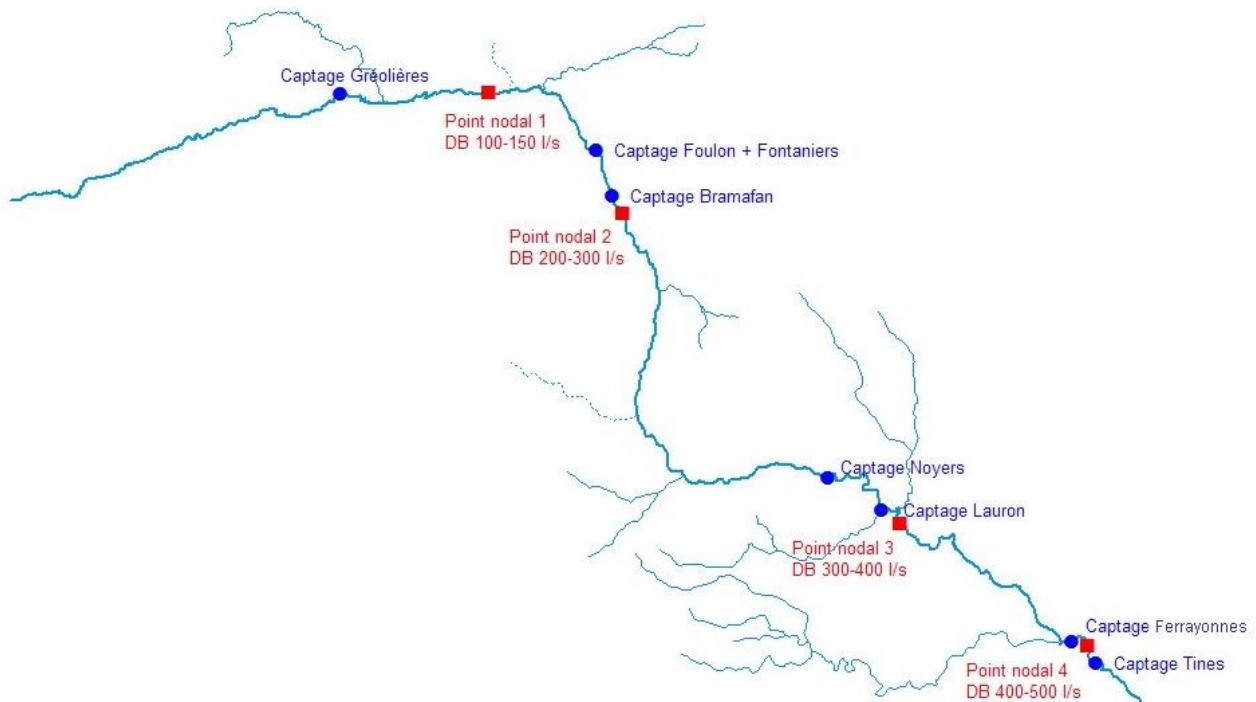 Captage Gréolières
Point nodal 1
DB 100-150 l/s
Captage Foulon + Fontaniers
Captage Bramafan
Point nodal 2
DB 200-300 l/s
Captage Noyers
Captage Lauron
Point nodal 3
DB 300-400 l/s
Captage Ferrayonnes
Captage Tines
Point nodal 4
DB 400-500 l/s